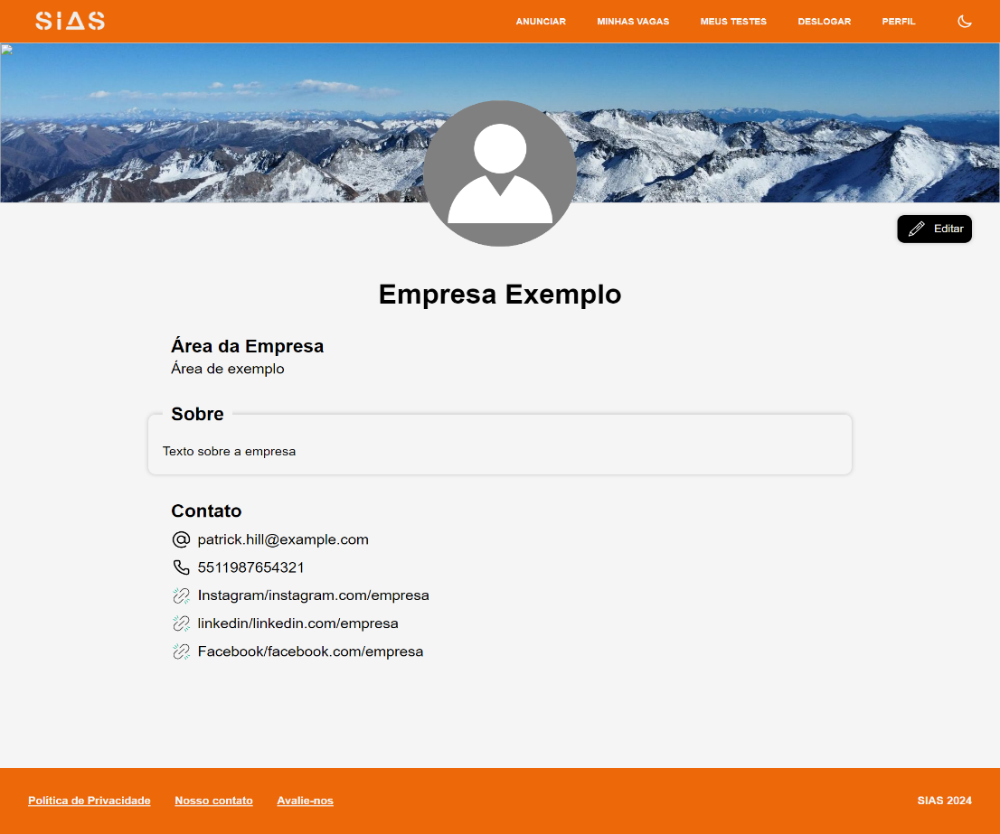 SIAS
ANUNCIAR MINHAS VAGAS MEUS TESTES DESLOGAR PERFIL
Editar
Empresa Exemplo
Área da Empresa
Área de exemplo
Sobre
Texto sobre a empresa
Contato
patrick.hill@example.com
5511987654321
Instagram/instagram.com/empresa
linkedin/linkedin.com/empresa
Facebook/facebook.com/empresa
Política de Privacidade Nosso contato Avalie-nos SIAS 2024